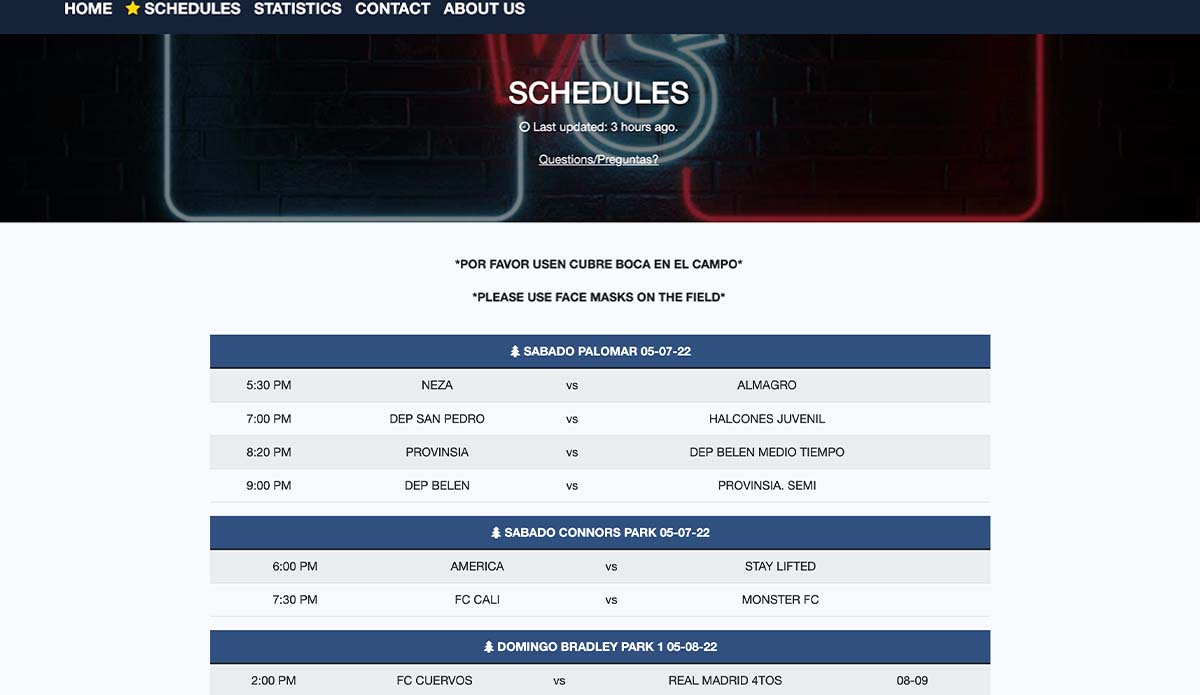 HOME SCHEDULES STATISTICS CONTACT ABOUT US
VS
SCHEDULES
Last updated: 3 hours ago.
Questions/Preguntas?
*POR FAVOR USEN CUBRE BOCA EN EL CAMPO*
*PLEASE USE FACE MASKS ON THE FIELD*
SABADO PALOMAR 05-07-22
5:30 PM NEZA vs ALMAGRO
7:00 PM DEP SAN PEDRO vs HALCONES JUVENIL
8:20 PM PROVINSIA vs DEP BELEN MEDIO TIEMPO
9:00 PM DEP BELEN vs PROVINSIA. SEMI
SABADO CONNORS PARK 05-07-22
6:00 PM AMERICA vs STAY LIFTED
7:30 PM FC CALI vs MONSTER FC
DOMINGO BRADLEY PARK 1 05-08-22
2:00 PM FC CUERVOS vs REAL MADRID 4TOS 08-09